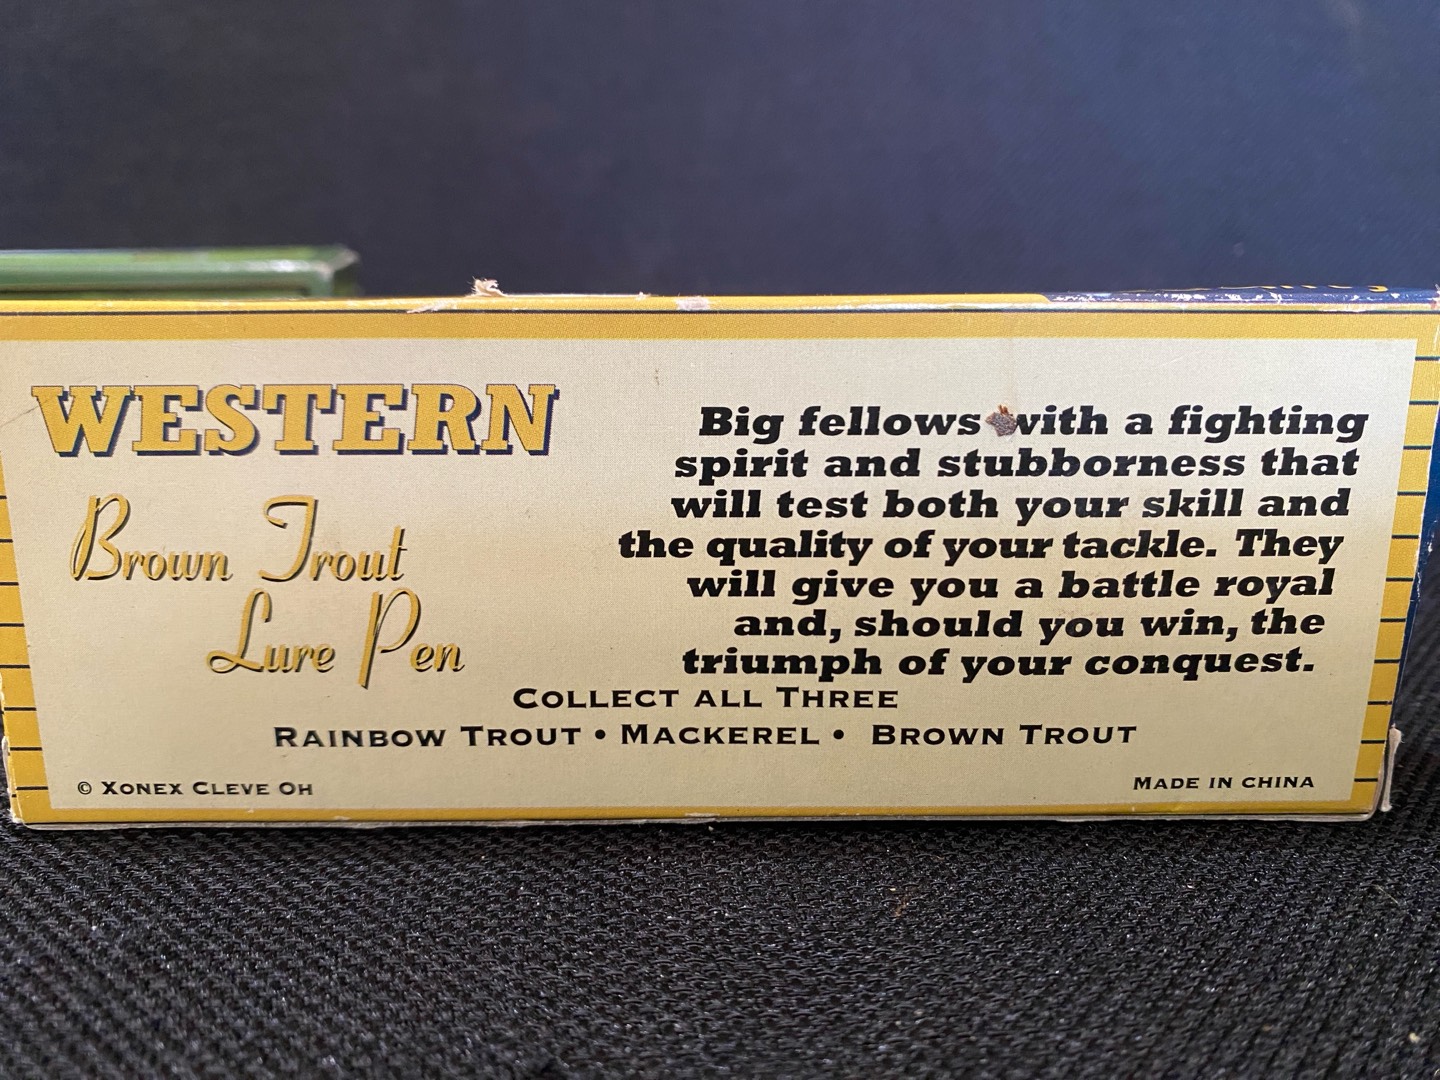 WESTERN
Brown Trout
Lure Pen
Big fellows with a fighting
spirit and stubborness that
will test both your skill and
the quality of your tackle. They
will give you a battle royal
and, should you win, the
triumph of your conquest.
COLLECT ALL THREE
RAINBOW TROUT • MACKEREL • BROWN TROUT
© XONEX CLEVE OH
MADE IN CHINA